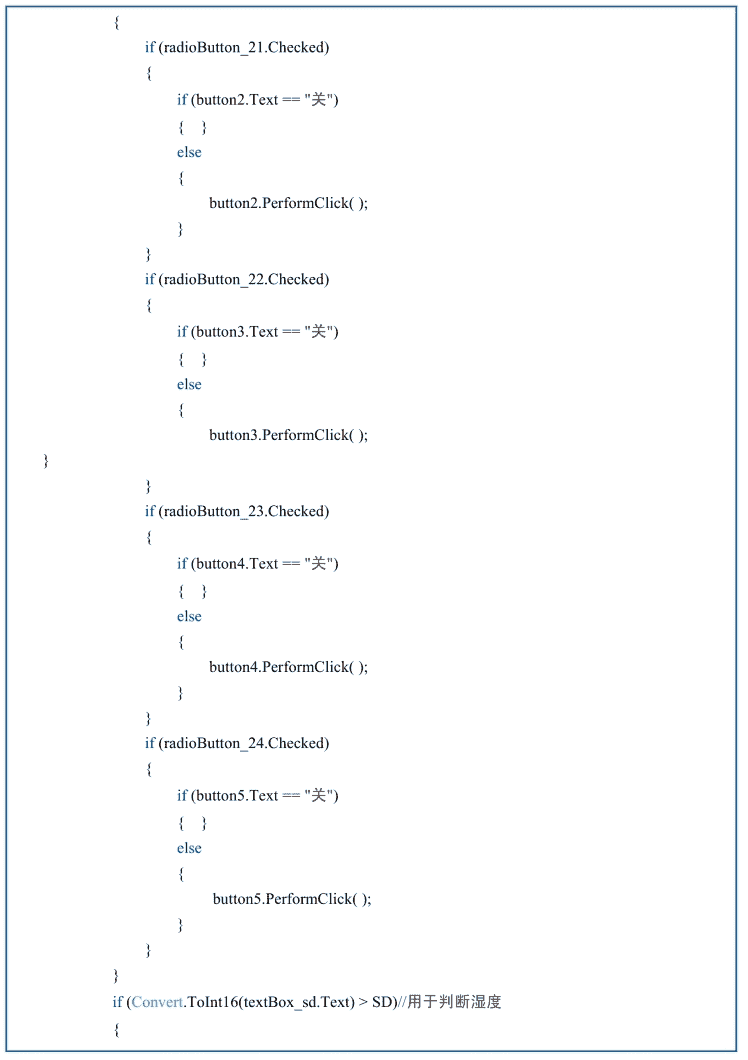 {
if (radioButton_21.Checked)
{
if (button2.Text == "关")
{ }
else
{
button2.PerformClick( );
}
}
if (radioButton_22.Checked)
{
if (button3.Text == "关")
{ }
else
{
button3.PerformClick( );
}
}
if (radioButton_23.Checked)
{
if (button4.Text == "关")
{ }
else
{
button4.PerformClick( );
}
}
if (radioButton_24.Checked)
{
if (button5.Text == "关")
{ }
else
{
button5.PerformClick( );
}
}
}
if (Convert.ToInt16(textBox_sd.Text) > SD)//用于判断湿度
{